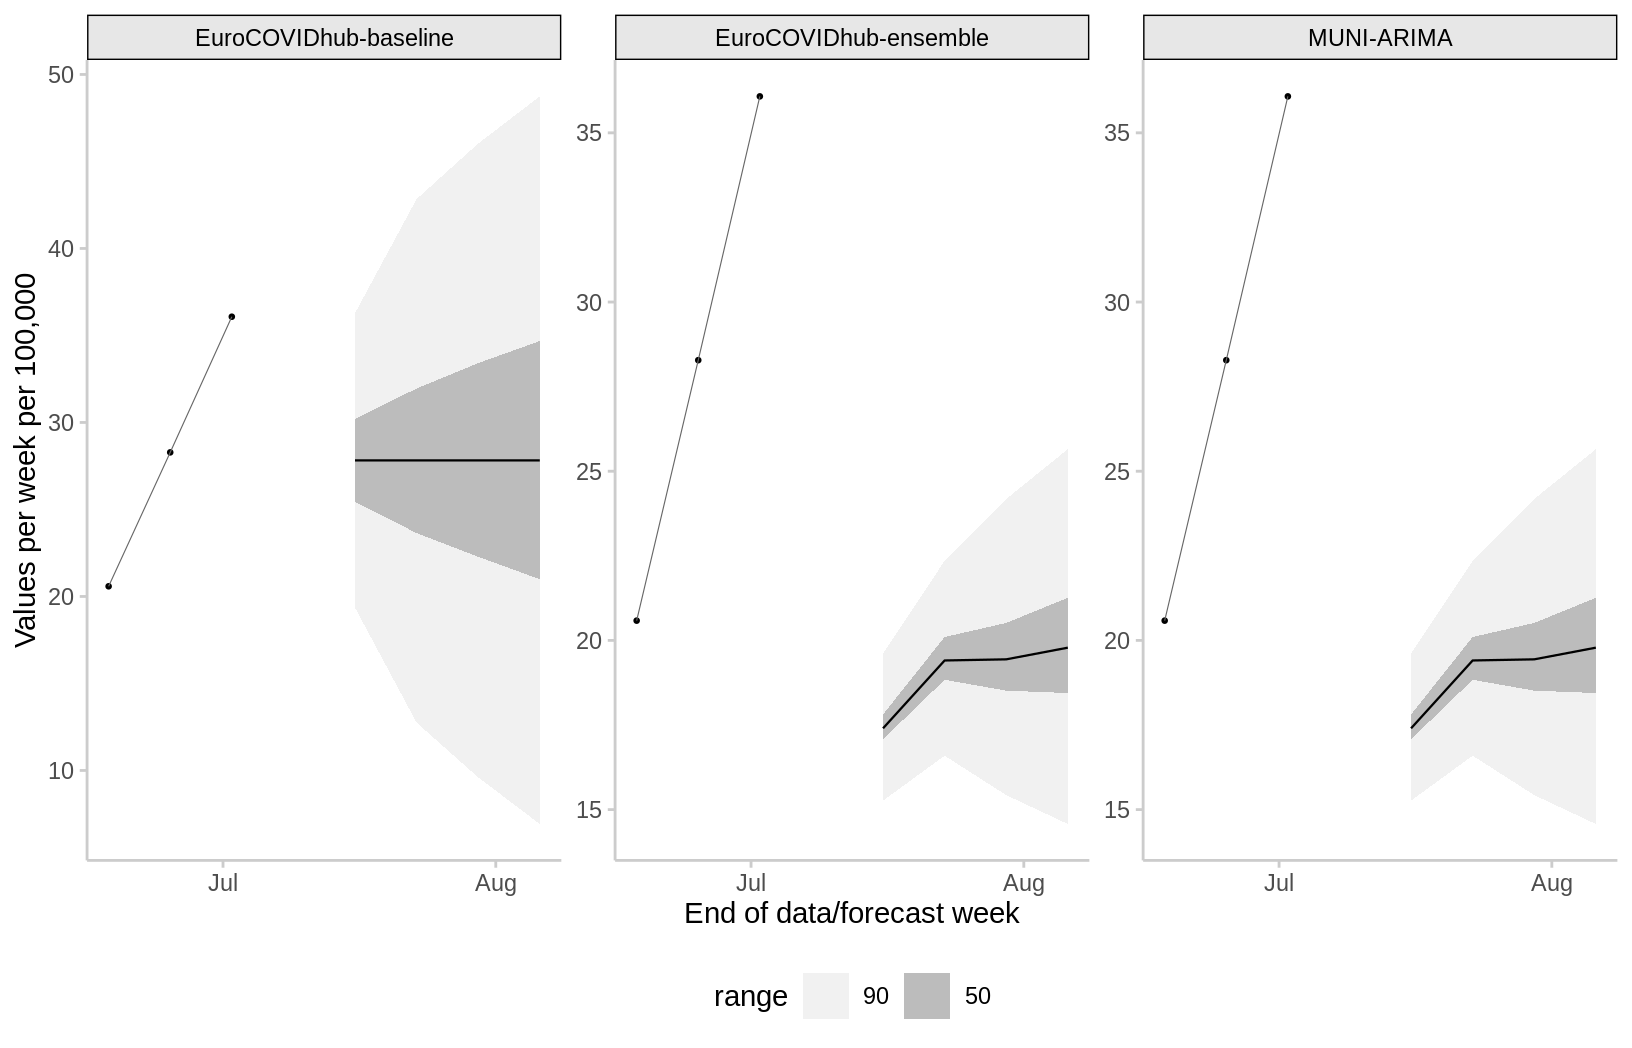 EuroCOVIDhub-baseline
EuroCOVIDhub-ensemble
MUNI-ARIMA
Values per week per 100,000
50
40
30
20
10
35
30
25
20
15
35
30
25
20
15
Jul
Aug
Jul
Aug
Jul
Aug
End of data/forecast week
range 90 50